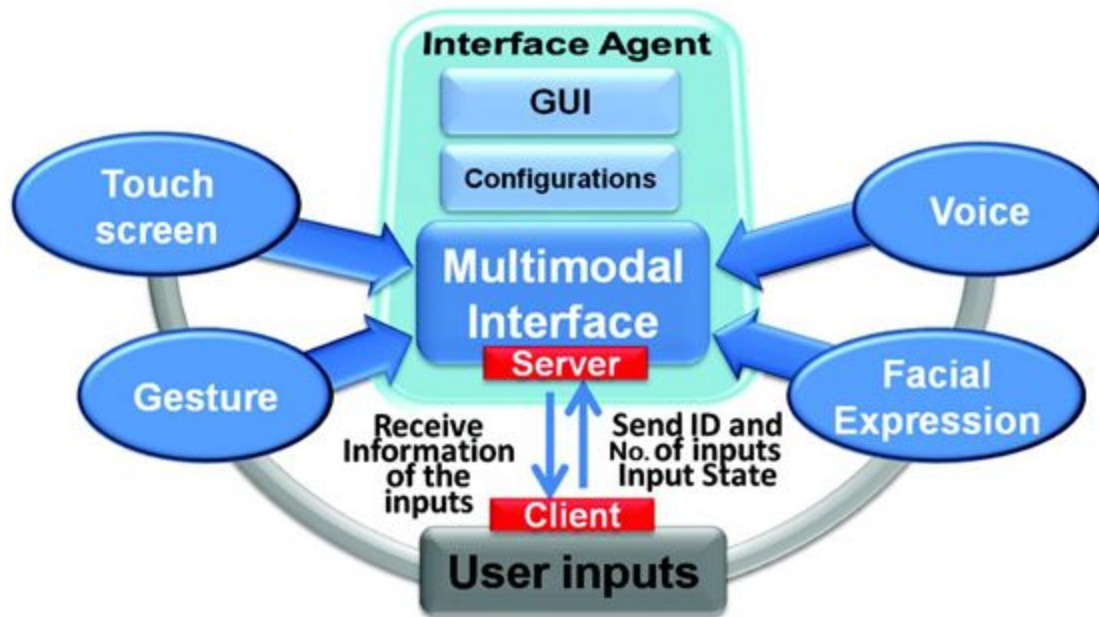 Interface Agent
GUI
Configurations
Touch
screen
Voice
Multimodal
Interface
Server
Gesture
Facial
Expression
Receive
Information
of the
inputs
Send ID and
No. of inputs
Input State
Client
User inputs